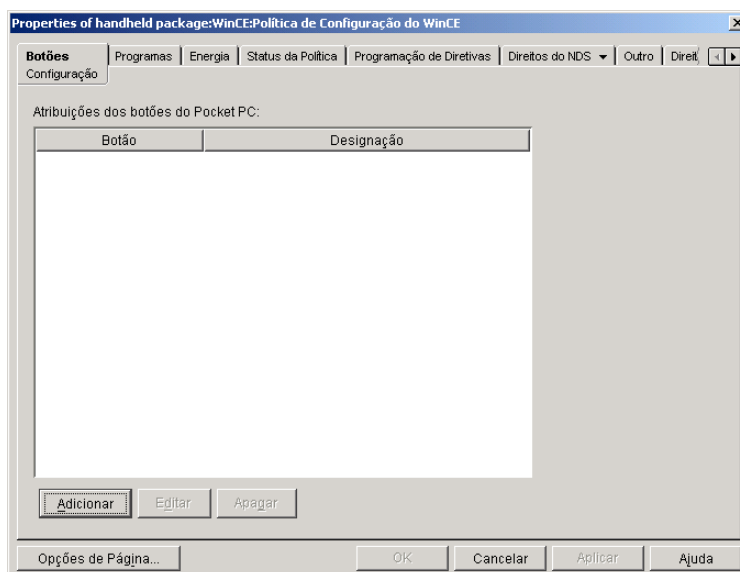 Properties of handheld package:WinCE:Política de Configuração do WinCE
Botões Programas Energia Status da Política Programação de Diretivas Direitos do NDS Outro Direit
Configuração
Atribuições dos botões do Pocket PC:
Botão Designação
Adicionar Editar Apagar
Opções de Página... OK Cancelar Aplicar Ajuda